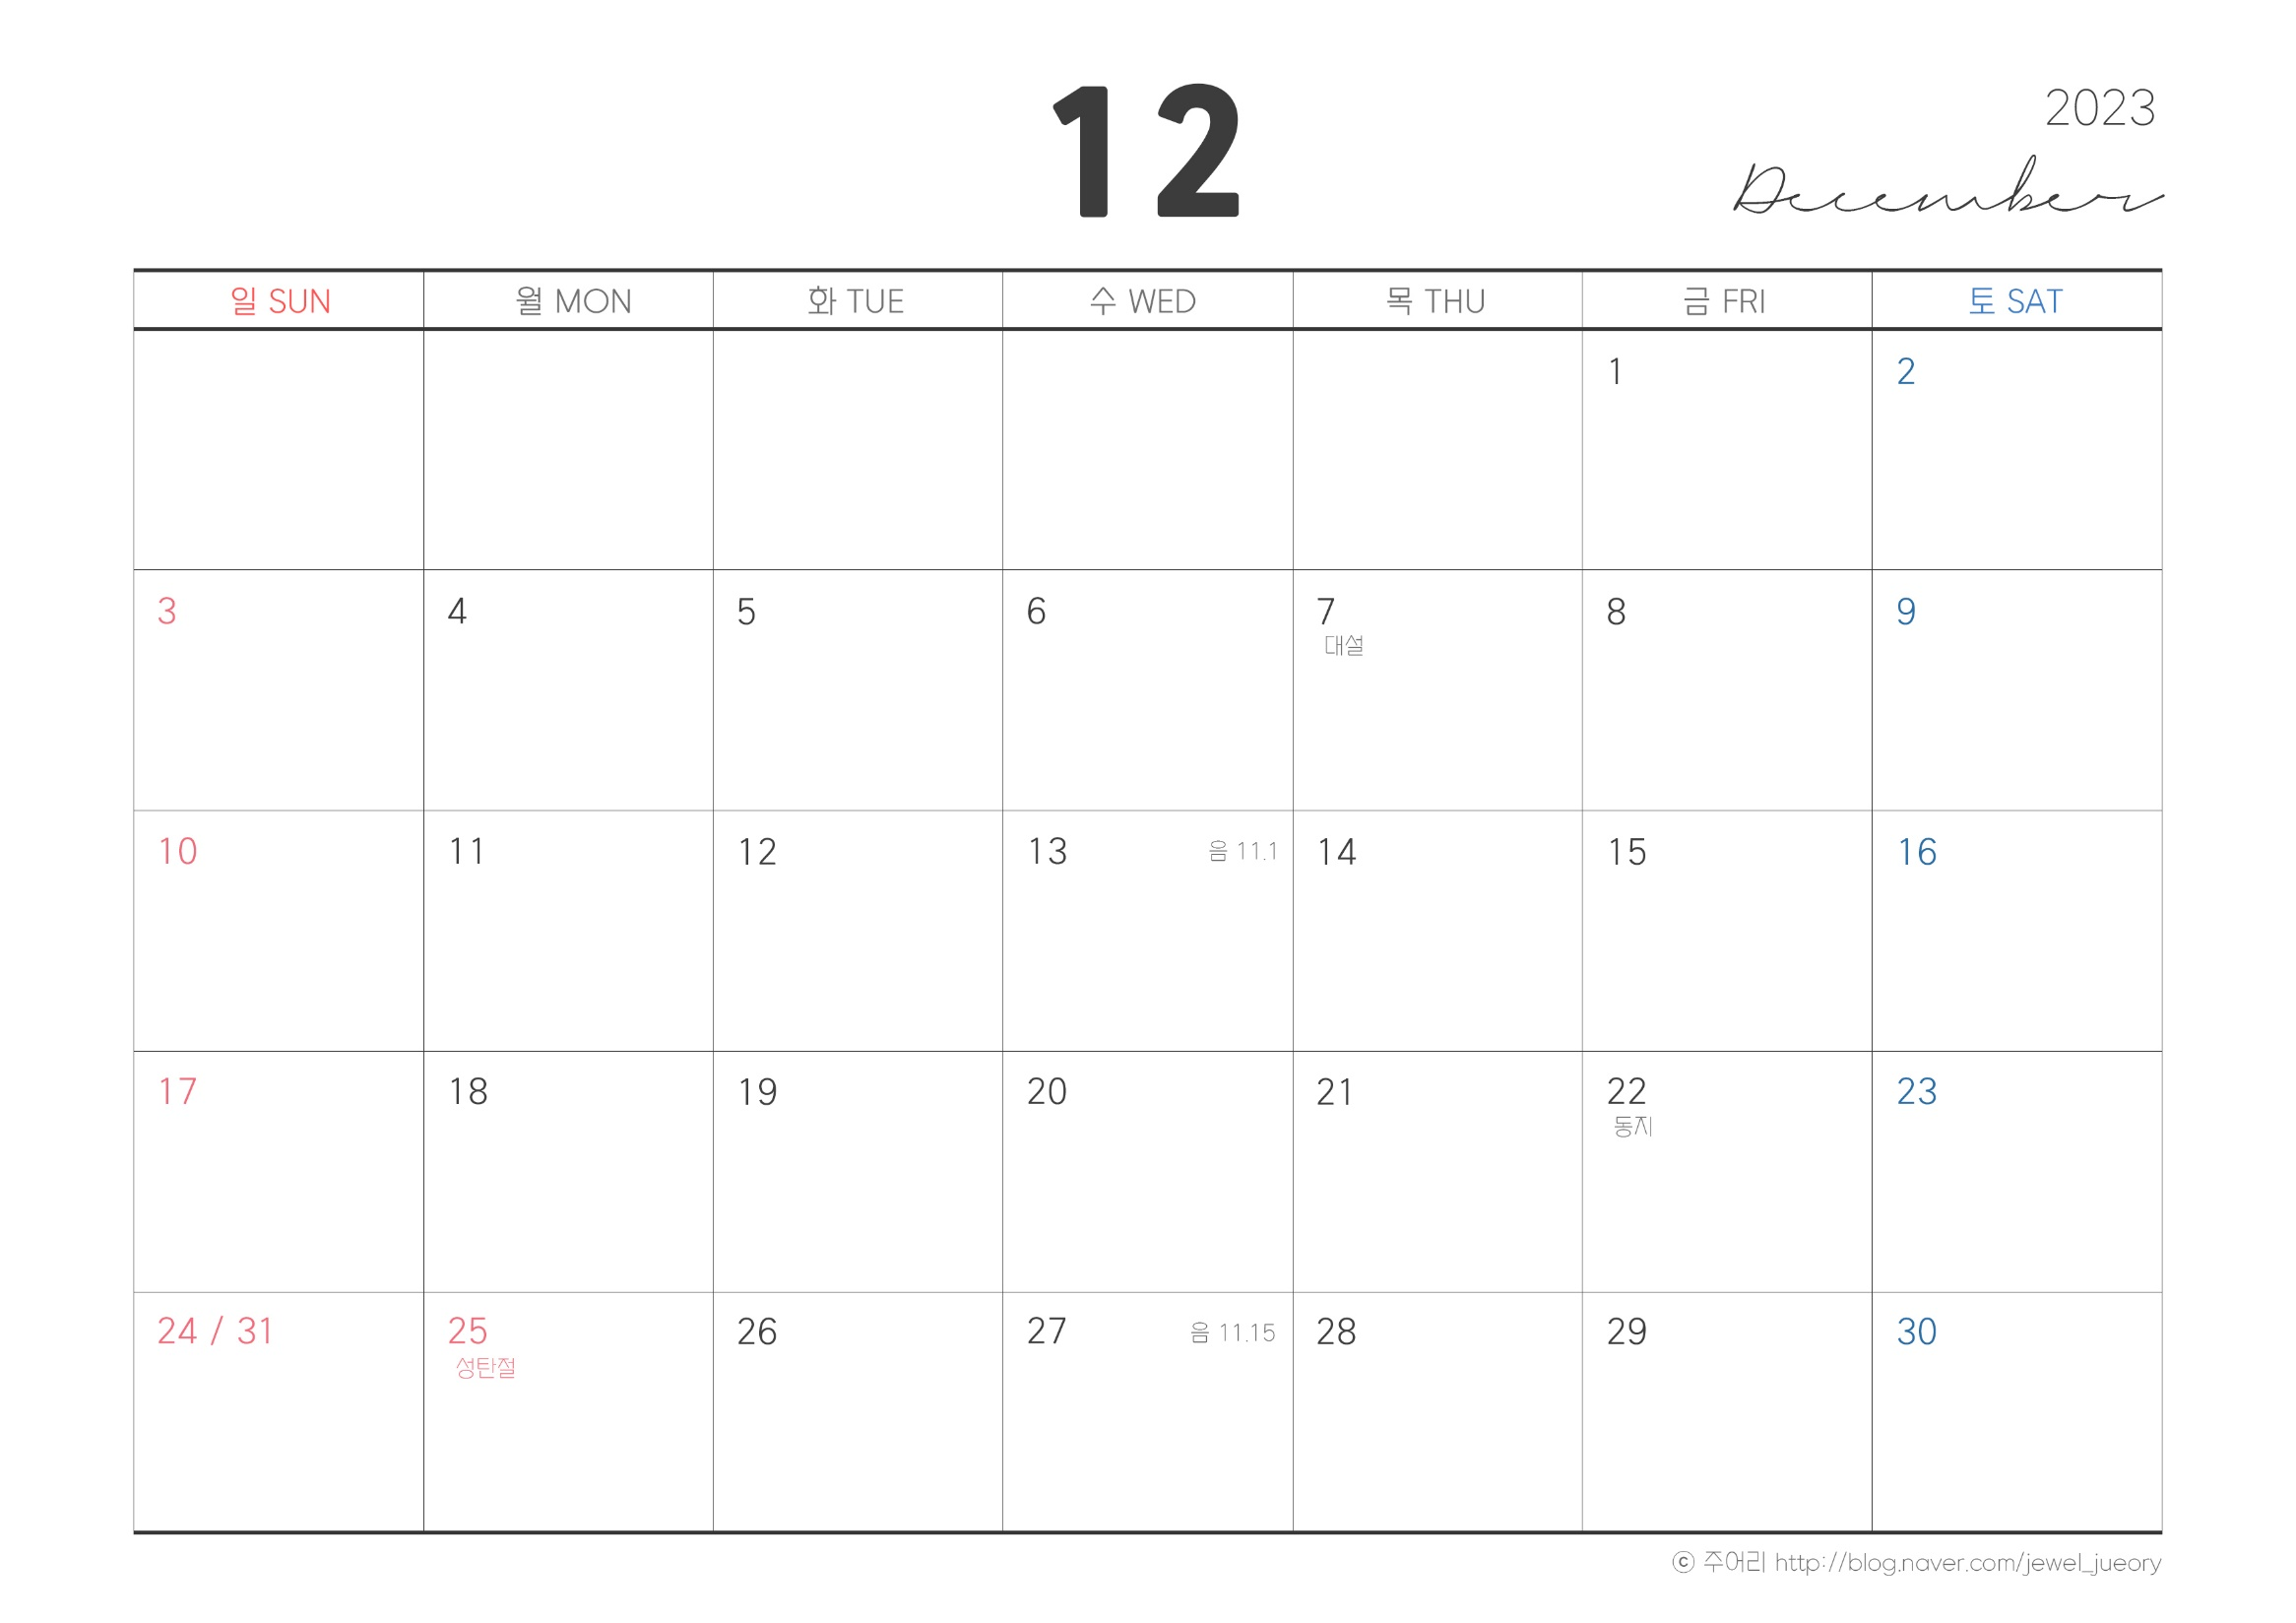 12
2023
December
일 SUN 월 MON 화 TUE 수 WED 목 THU 금 FRI 토 SAT
1 2
3 4 5 6 7 8 9
대설
10 11 12 13 음 11.1 14 15 16
17 18 19 20 21 22 23
동지
24 / 31 25 26 27 음 11.15 28 29 30
성탄절
ⓒ 주어리 http://blog.naver.com/jewel_jueory